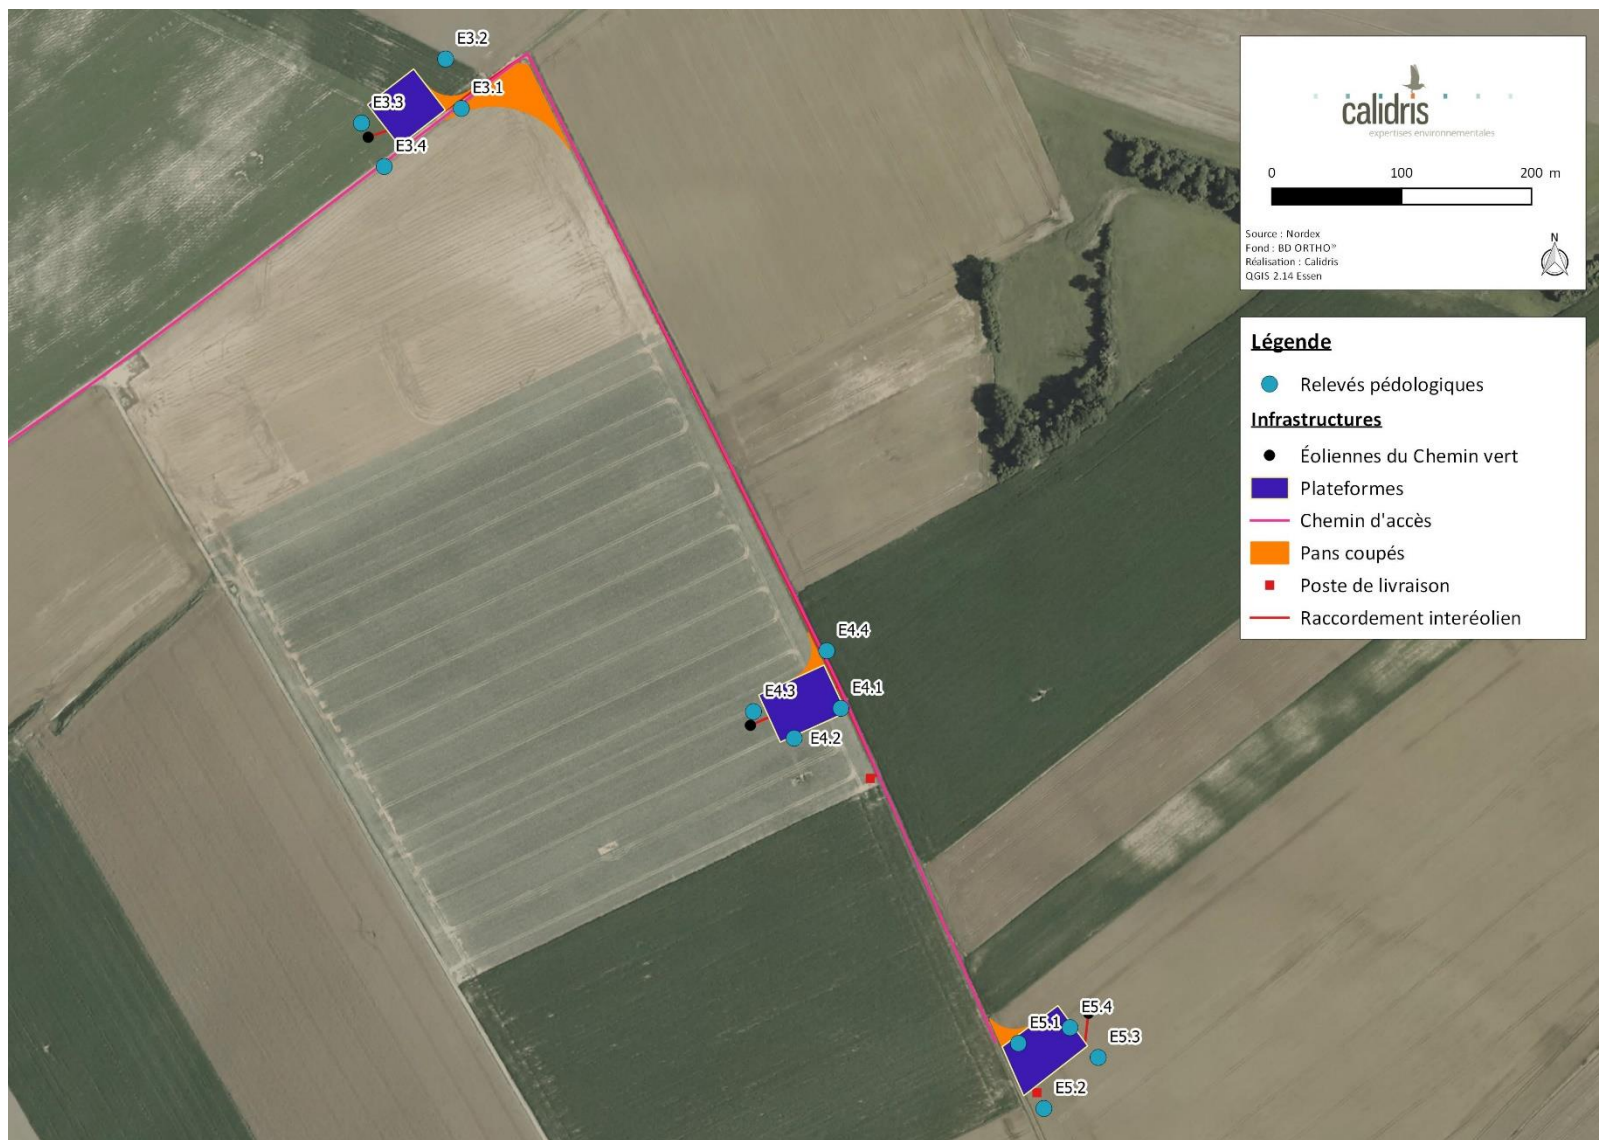 E3.2
E3.1
E3.3
E3.4
calidris
expertises environnementales
0 100 200 m
Source : Nordex
Fond : BD ORTHO®
Réalisation : Calidris
QGIS 2.14 Essen
N
Légende
Relevés pédologiques
Infrastructures
Éoliennes du Chemin vert
Plateformes
Chemin d'accès
Pans coupés
Poste de livraison
Raccordement interéolien
E4.4
E4.3
E4.1
E4.2
E5.4
E5.1
E5.3
E5.2